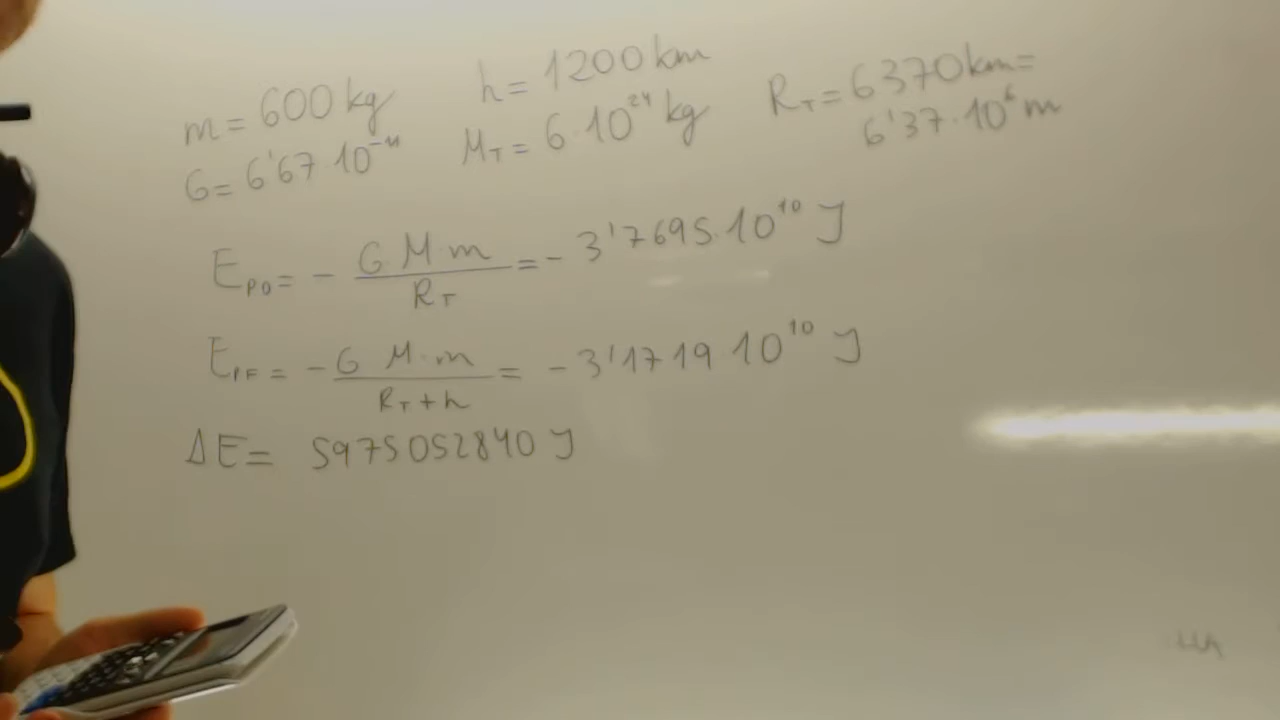 m = 600 kg h = 1200 km R_T = 6370 km =
G = 6'67 10^-11 M_T = 6·10^24 kg 6'37·10^6 m
E_P0 = - G M·m / R_T = - 3'7695·10^10 J
E_PF = - G M·m / R_T + h = - 3'1719·10^10 J
ΔE = 5975052840 J